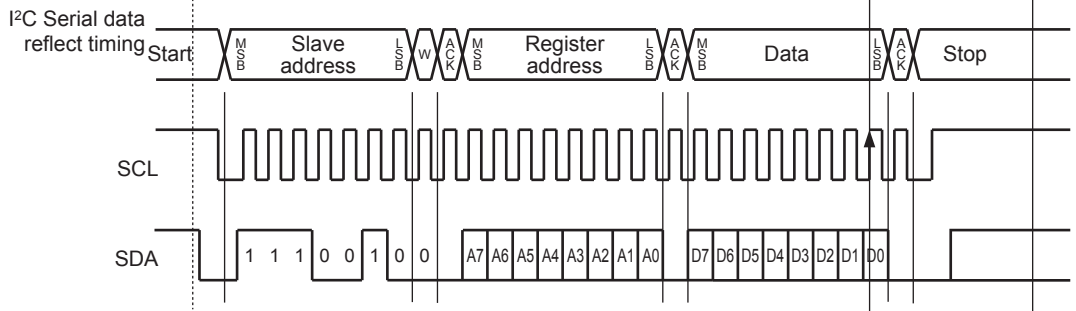 I²C Serial data
reflect timing
Start MSB Slave address LSB W ACK MSB Register address LSB ACK MSB Data LSB ACK Stop
SCL
SDA 1 1 1 0 0 1 0 0 A7 A6 A5 A4 A3 A2 A1 A0 D7 D6 D5 D4 D3 D2 D1 D0